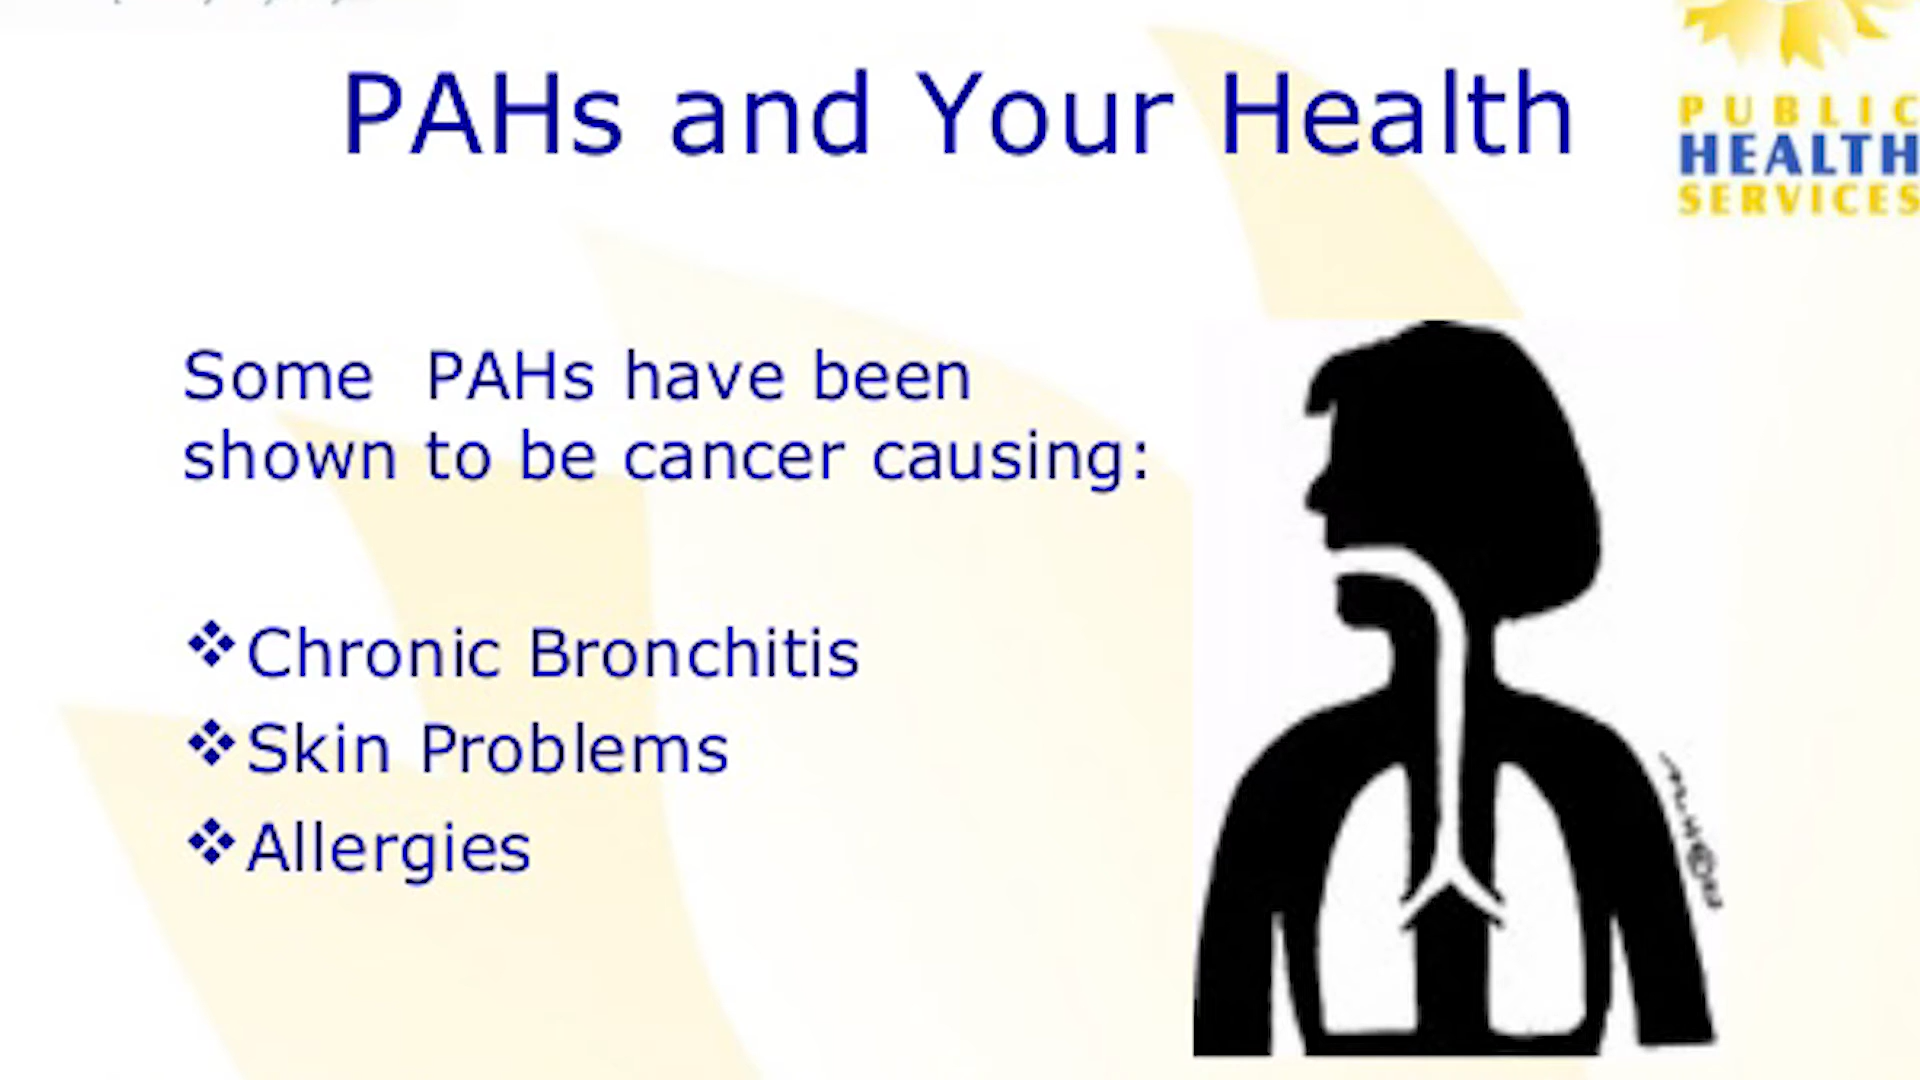 PAHs and Your Health
PUBLIC
HEALTH
SERVICES
Some PAHs have been
shown to be cancer causing:
❖Chronic Bronchitis
❖Skin Problems
❖Allergies